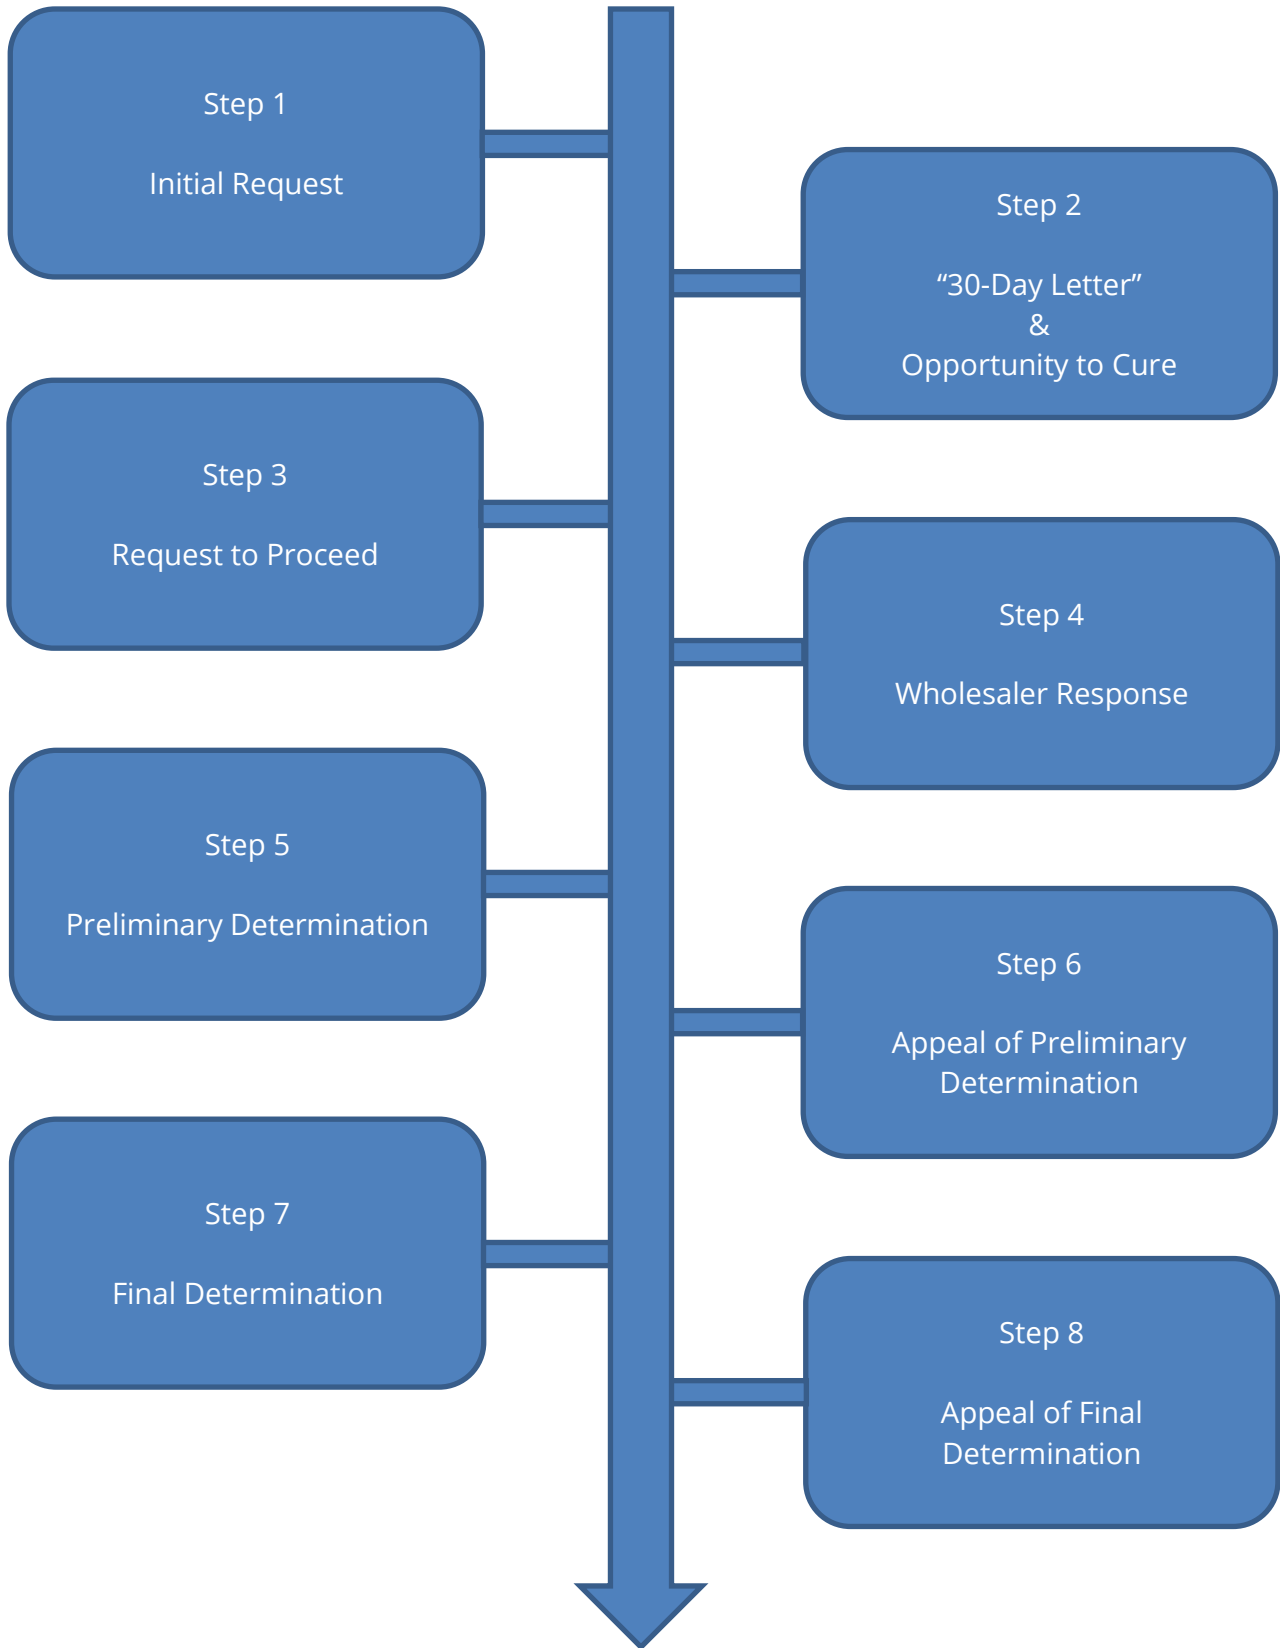 Step 1
Initial Request
Step 2
“30-Day Letter”
&
Opportunity to Cure
Step 3
Request to Proceed
Step 4
Wholesaler Response
Step 5
Preliminary Determination
Step 6
Appeal of Preliminary
Determination
Step 7
Final Determination
Step 8
Appeal of Final
Determination